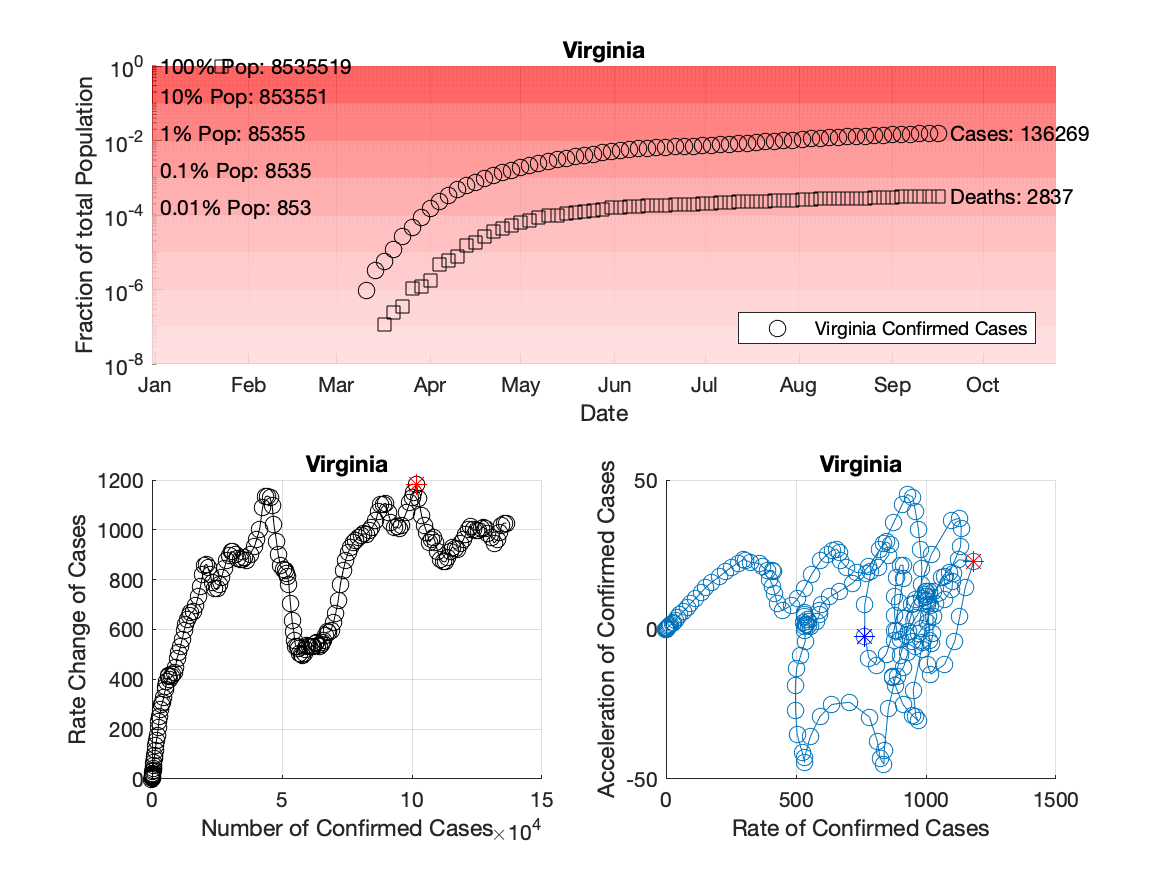 Virginia
10^0
10^-2
10^-4
10^-6
10^-8
Fraction of total Population
100% Pop: 8535519
10% Pop: 853551
1% Pop: 85355
0.1% Pop: 8535
0.01% Pop: 853
Cases: 136269
Deaths: 2837
Virginia Confirmed Cases
Jan Feb Mar Apr May Jun Jul Aug Sep Oct
Date
Virginia
Rate Change of Cases
1200
1000
800
600
400
200
0
0 5 10 15
Number of Confirmed Cases ×10^4
Virginia
Acceleration of Confirmed Cases
50
0
-50
0 500 1000 1500
Rate of Confirmed Cases